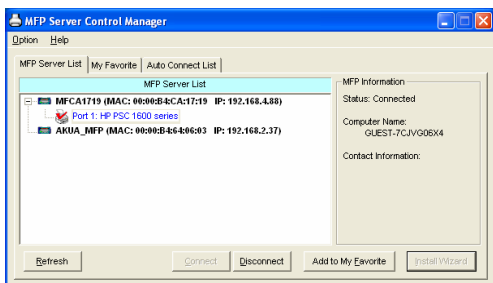 MFP Server Control Manager
Option Help
MFP Server List My Favorite Auto Connect List
MFP Server List
MFCA1719 (MAC: 00:00:B4:CA:17:19 IP: 192.168.4.88)
Port 1: HP PSC 1600 series
AKUA_MFP (MAC: 00:00:B4:64:06:03 IP: 192.168.2.37)
MFP Information
Status: Connected
Computer Name:
GUEST-7CJVG06X4
Contact Information:
Refresh Connect Disconnect Add to My Favorite Install Wizard